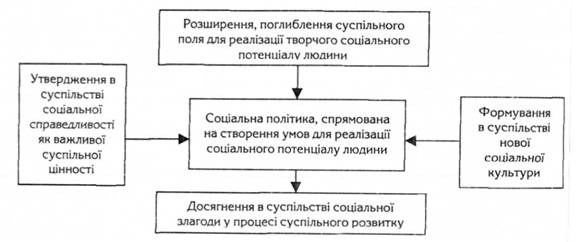 Розширення, поглиблення суспільного
поля для реалізації творчого соціального
потенціалу людини
Утвердження в
суспільстві
соціальної
справедливості
як важливої
суспільної
цінності
Соціальна політика, спрямована
на створення умов для реалізації
соціального потенціалу людини
Формування
в суспільстві
нової
соціальної
культури
Досягнення в суспільстві соціальної
злагоди у процесі суспільного розвитку